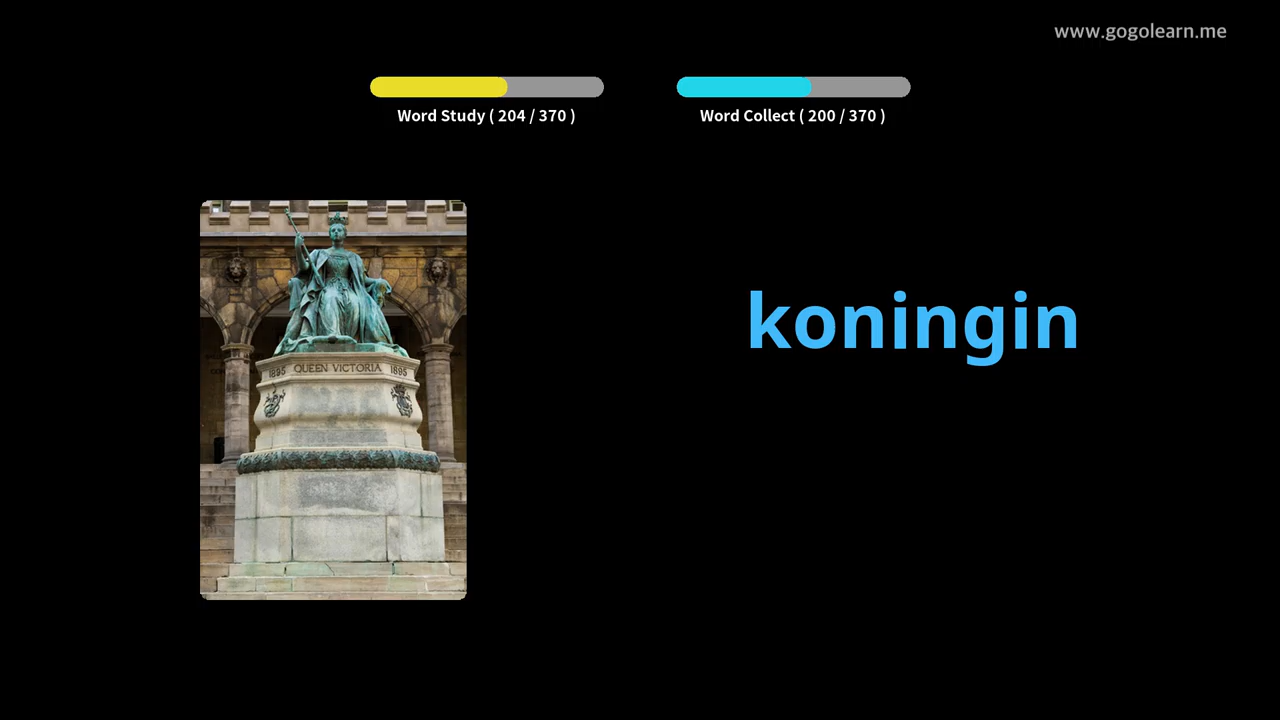 www.gogolearn.me
Word Study ( 204 / 370 )
Word Collect ( 200 / 370 )
1895 QUEEN VICTORIA 1895
koningin